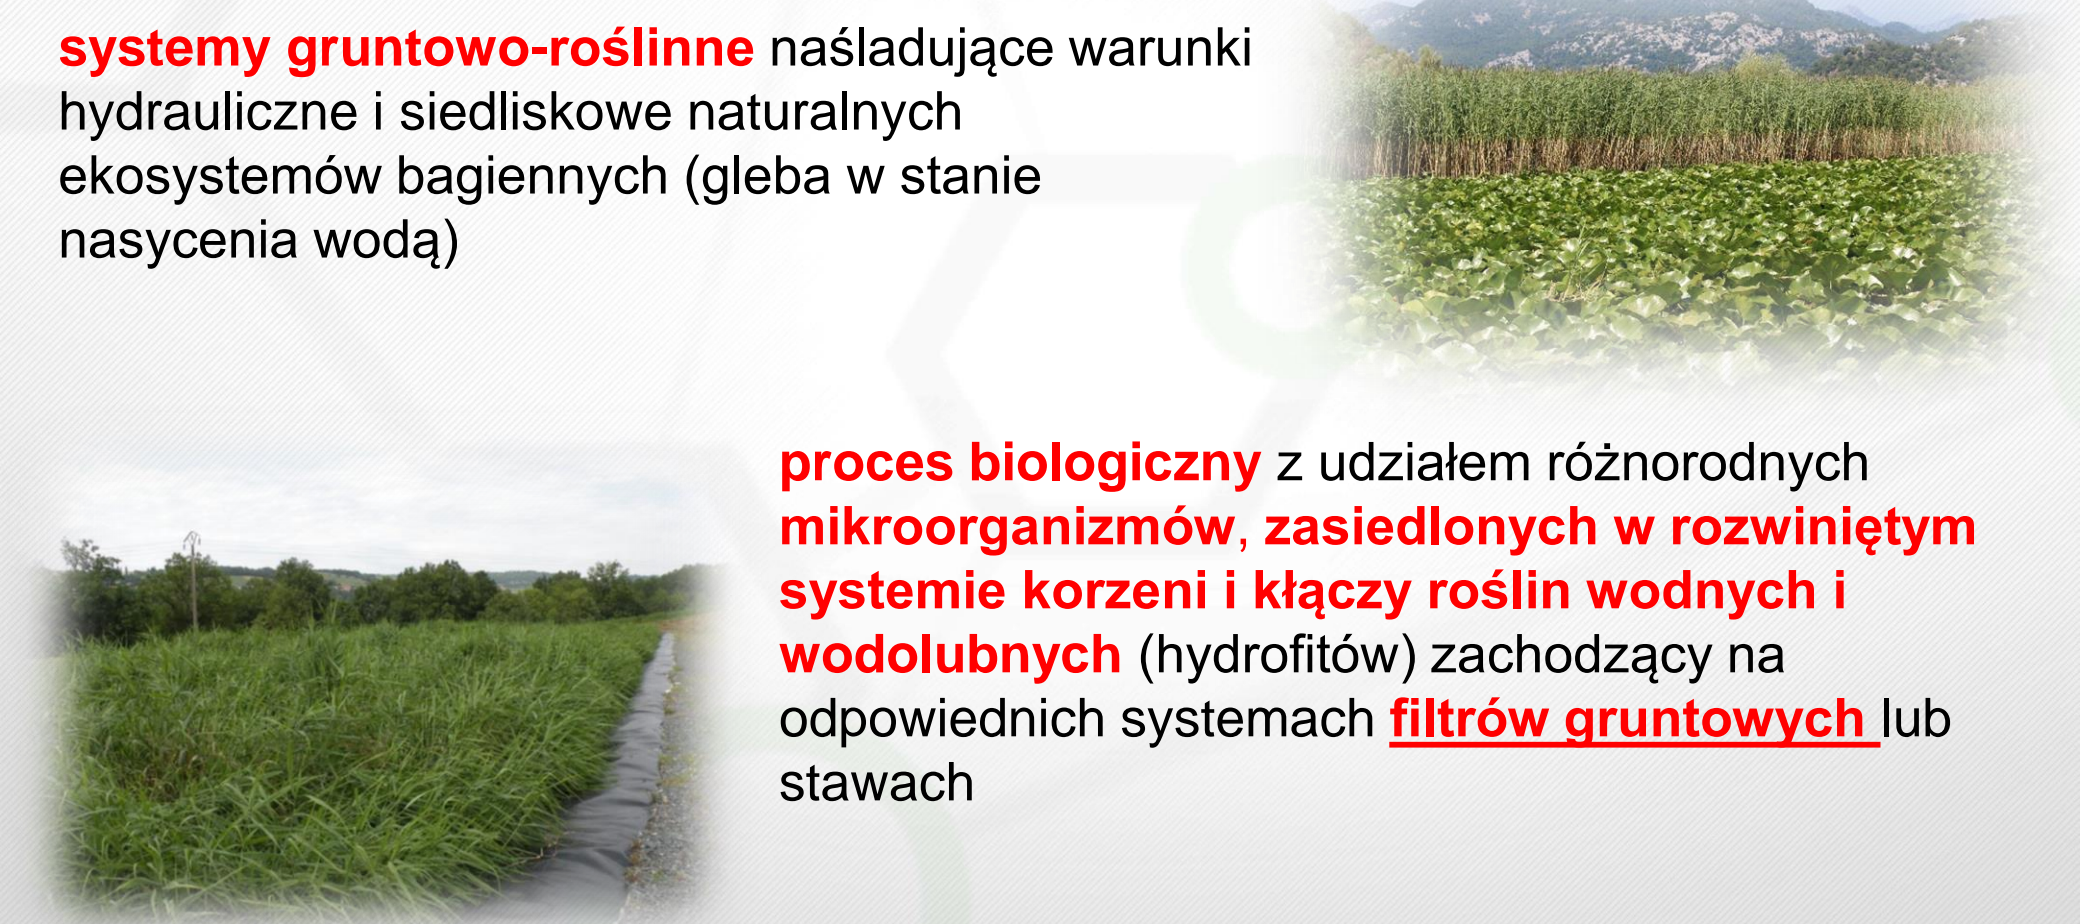 systemy gruntowo-roślinne naśladujące warunki
hydrauliczne i siedliskowe naturalnych
ekosystemów bagiennych (gleba w stanie
nasycenia wodą)
proces biologiczny z udziałem różnorodnych
mikroorganizmów, zasiedlonych w rozwiniętym
systemie korzeni i kłączy roślin wodnych i
wodolubnych (hydrofitów) zachodzący na
odpowiednich systemach filtrów gruntowych lub
stawach